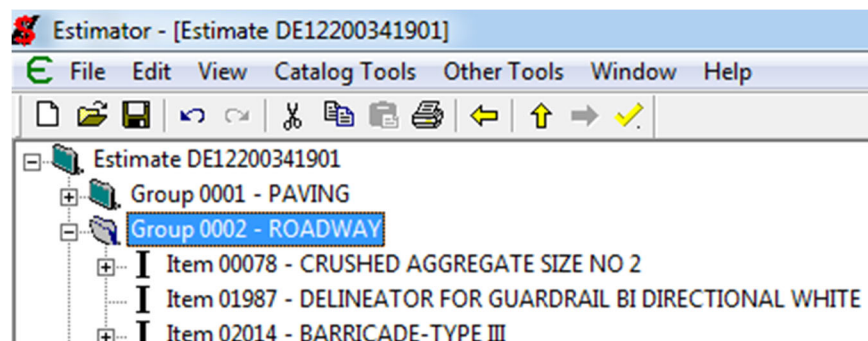 Estimator - [Estimate DE12200341901]
File Edit View Catalog Tools Other Tools Window Help
Estimate DE12200341901
Group 0001 - PAVING
Group 0002 - ROADWAY
Item 00078 - CRUSHED AGGREGATE SIZE NO 2
Item 01987 - DELINEATOR FOR GUARDRAIL BI DIRECTIONAL WHITE
Item 02014 - BARRICADE-TYPE III